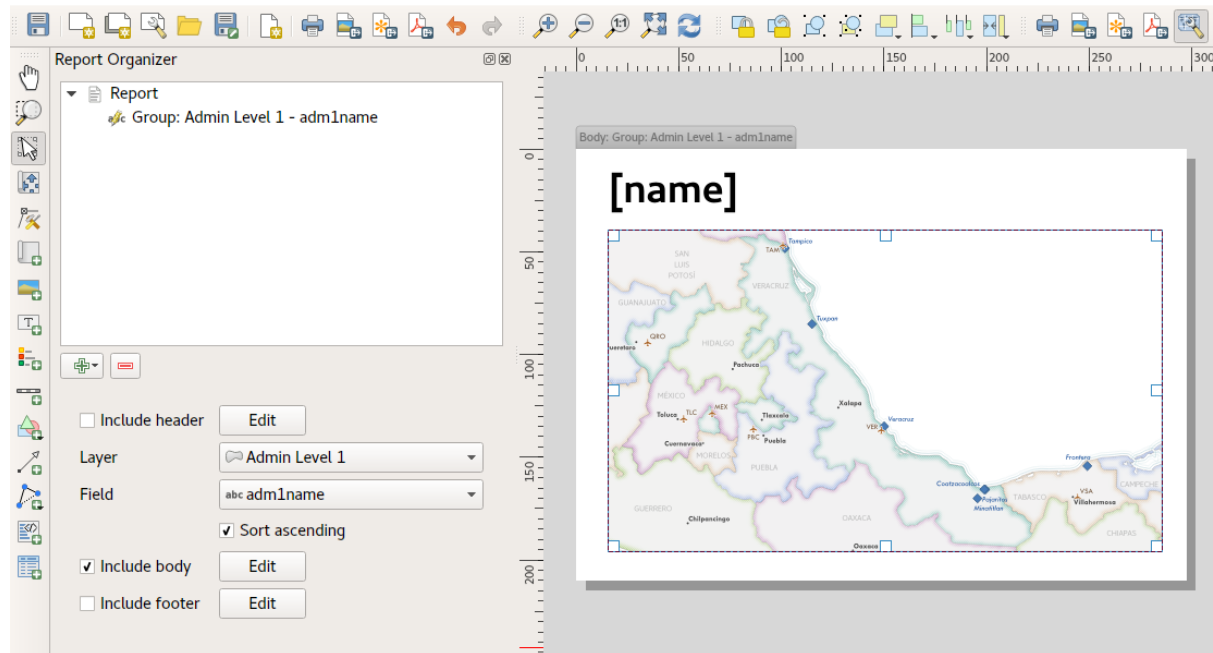 Report Organizer
Report
abc Group: Admin Level 1 - adm1name
Include header Edit
Layer Admin Level 1
Field abc adm1name
Sort ascending
Include body Edit
Include footer Edit
1:1
0 50 100 150 200 250 300
0
50
100
150
200
Body: Group: Admin Level 1 - adm1name
[name]
Tampico
TAM
SAN
LUIS
POTOSÍ
VERACRUZ
GUANAJUATO
Tuxpan
QRO
HIDALGO
Pachuca
MÉXICO
Toluca
TLC
MEX
Tlaxcala
Xalapa
Veracruz
VER
Cuernavaca
PBC
Puebla
MORELOS
PUEBLA
Frontera
Coatzacoalcos
CAMPECHE
Pajaritos
Minatitlan
TABASCO
VSA
Villahermosa
GUERRERO
Chilpancingo
OAXACA
CHIAPAS
Oaxaca